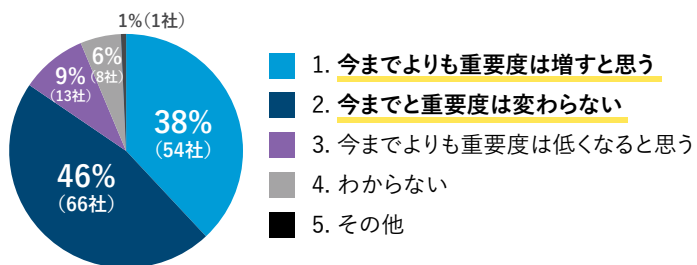 1%(1社)
6%
(8社)
9%
(13社)
38%
(54社)
46%
(66社)
1. 今までよりも重要度は増すと思う
2. 今までと重要度は変わらない
3. 今までよりも重要度は低くなると思う
4. わからない
5. その他